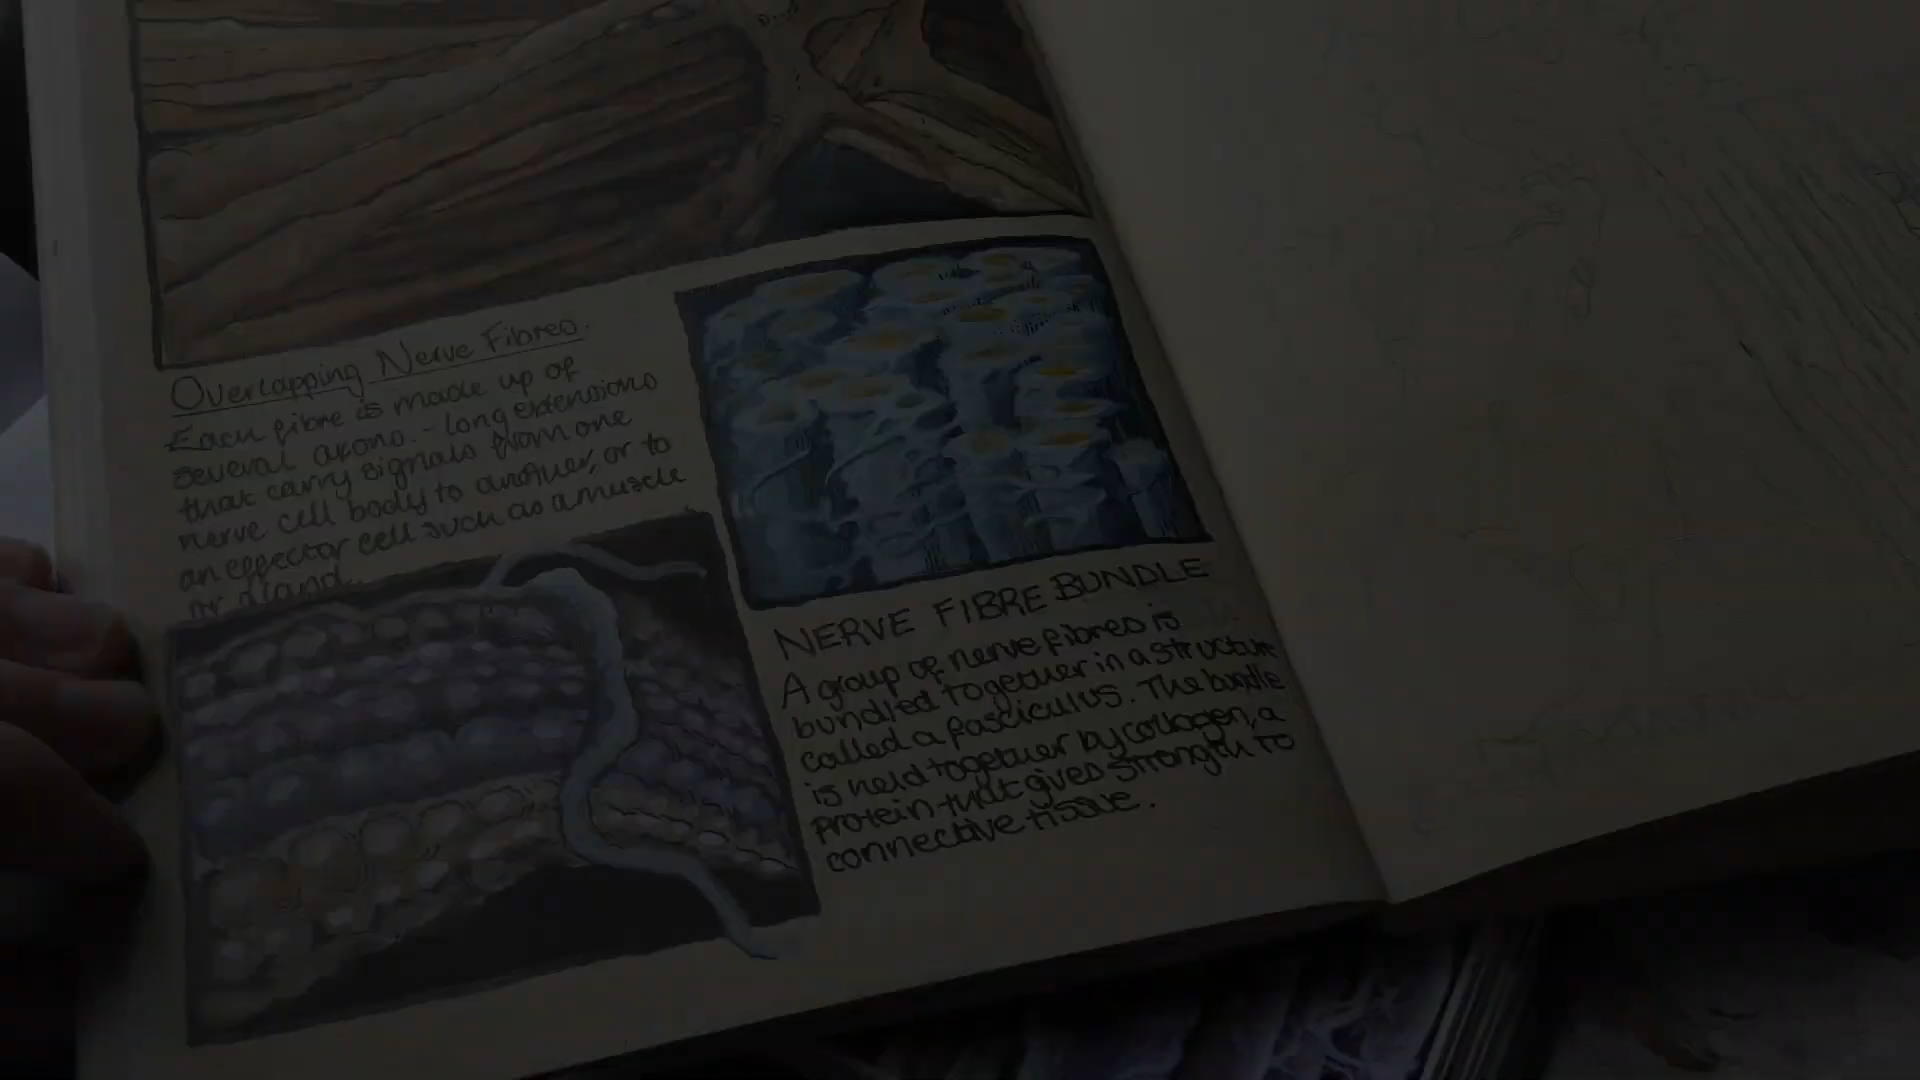 Overlapping Nerve Fibres.
Each fibre is made up of
several axons. - long extensions
that carry signals from one
nerve cell body to another, or to
an effector cell such as a muscle
or gland.
NERVE FIBRE BUNDLE
A group of nerve fibres is
bundled together in a structure
called a fasciculus. The bundle
is held together by collagen, a
protein that gives strength to
connective tissue.